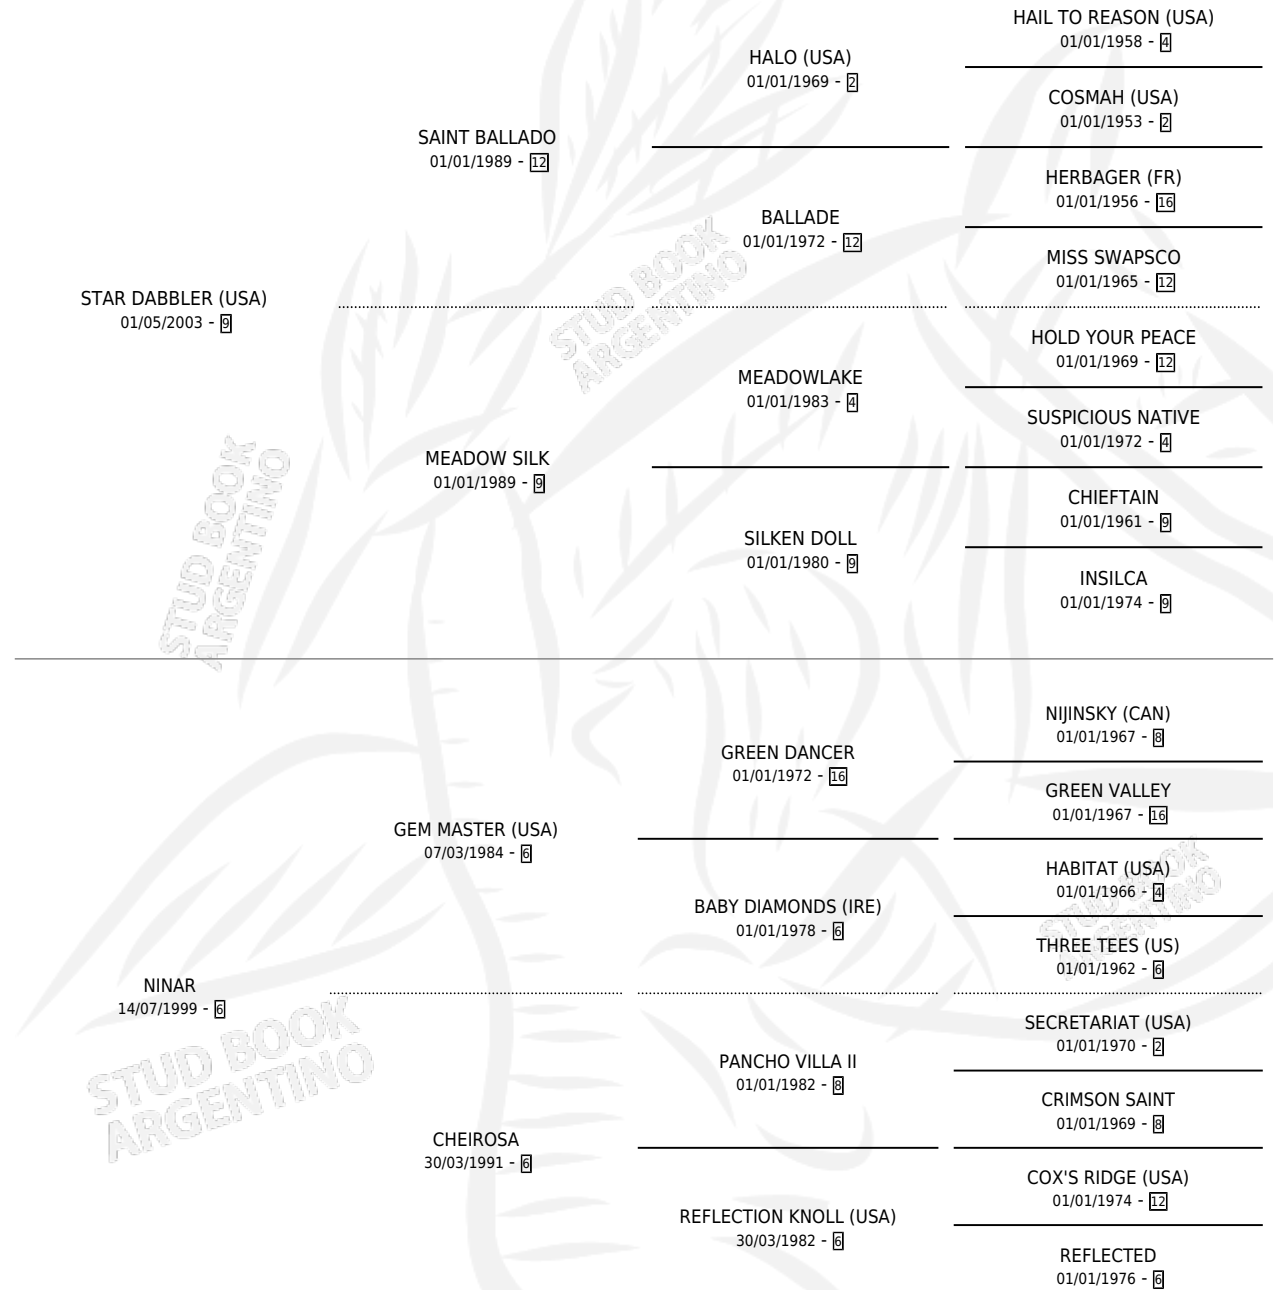 HAIL TO REASON (USA)
01/01/1958 - 4
HALO (USA)
01/01/1969 - 2
COSMAH (USA)
01/01/1953 - 2
SAINT BALLADO
01/01/1989 - 12
HERBAGER (FR)
01/01/1956 - 16
BALLADE
01/01/1972 - 12
MISS SWAPSCO
01/01/1965 - 12
STAR DABBLER (USA)
01/05/2003 - 9
HOLD YOUR PEACE
01/01/1969 - 12
MEADOWLAKE
01/01/1983 - 4
SUSPICIOUS NATIVE
01/01/1972 - 4
MEADOW SILK
01/01/1989 - 9
CHIEFTAIN
01/01/1961 - 9
SILKEN DOLL
01/01/1980 - 9
INSILCA
01/01/1974 - 9
NIJINSKY (CAN)
01/01/1967 - 8
GREEN DANCER
01/01/1972 - 16
GREEN VALLEY
01/01/1967 - 16
GEM MASTER (USA)
07/03/1984 - 6
HABITAT (USA)
01/01/1966 - 4
BABY DIAMONDS (IRE)
01/01/1978 - 6
THREE TEES (US)
01/01/1962 - 6
NINAR
14/07/1999 - 6
SECRETARIAT (USA)
01/01/1970 - 2
PANCHO VILLA II
01/01/1982 - 8
CRIMSON SAINT
01/01/1969 - 8
CHEIROSA
30/03/1991 - 6
COX'S RIDGE (USA)
01/01/1974 - 12
REFLECTION KNOLL (USA)
30/03/1982 - 6
REFLECTED
01/01/1976 - 6
STUD BOOK
ARGENTINO
STUD BOOK
ARGENTINO
STUD BOOK
ARGENTINO
STUD BOOK
ARGENTINO